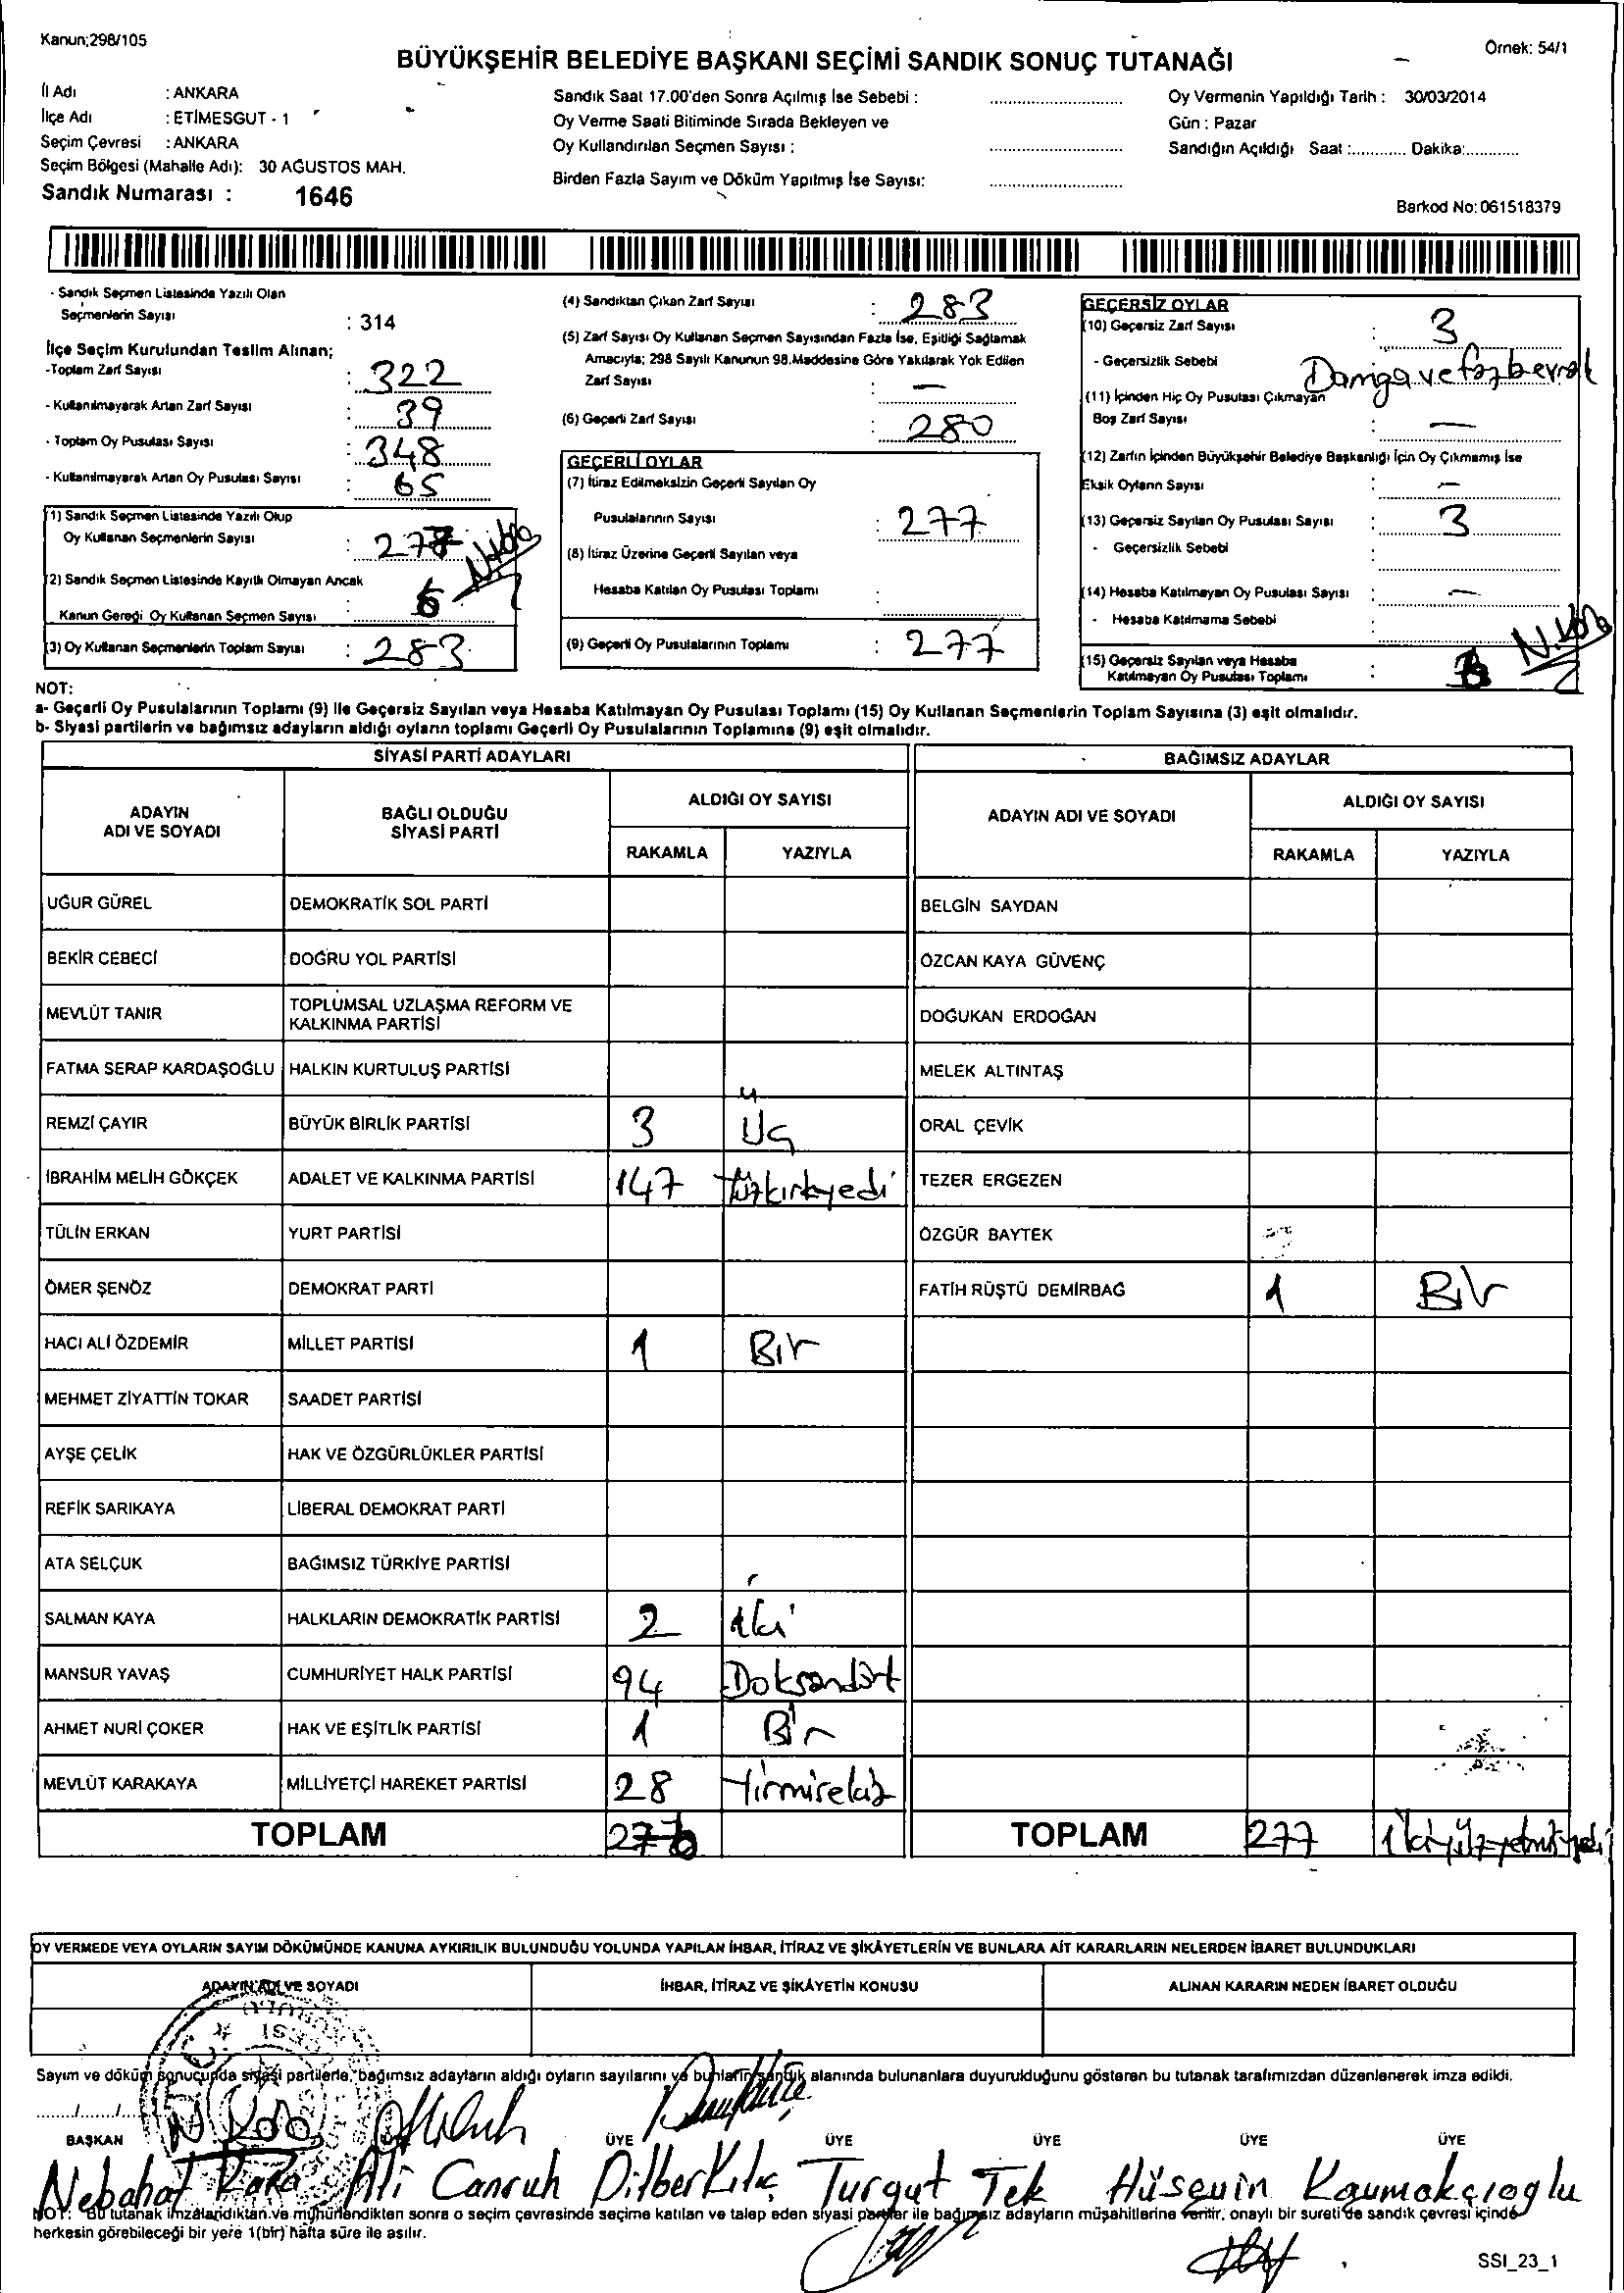 Kanun;298/105
Örnek: 54/1
BÜYÜKŞEHİR BELEDİYE BAŞKANI SEÇİMİ SANDIK SONUÇ TUTANAĞI
İl Adı : ANKARA
İlçe Adı : ETİMESGUT - 1
Seçim Çevresi : ANKARA
Seçim Bölgesi (Mahalle Adı): 30 AĞUSTOS MAH.
Sandık Numarası : 1646
Sandık Saat 17.00'den Sonra Açılmış İse Sebebi :
Oy Verme Saati Bitiminde Sırada Bekleyen ve
Oy Kullandırılan Seçmen Sayısı :
Birden Fazla Sayım ve Döküm Yapılmış İse Sayısı:
Oy Vermenin Yapıldığı Tarih : 30/03/2014
Gün : Pazar
Sandığın Açıldığı Saat :............ Dakika:............
Barkod No: 061518379
- Sandık Seçmen Listesinde Yazılı Olan
Seçmenlerin Sayısı : 314
İlçe Seçim Kurulundan Teslim Alınan;
-Toplam Zarf Sayısı : 322
- Kullanılmayarak Artan Zarf Sayısı : 39
- Toplam Oy Pusulası Sayısı : 348
- Kullanılmayarak Artan Oy Pusulası Sayısı : 65
(1) Sandık Seçmen Listesinde Yazılı Olup
Oy Kullanan Seçmenlerin Sayısı :
(2) Sandık Seçmen Listesinde Kayıtlı Olmayan Ancak
Kanun Gereği Oy Kullanan Seçmen Sayısı :
(3) Oy Kullanan Seçmenlerin Toplam Sayısı : 283
(4) Sandıktan Çıkan Zarf Sayısı : 283
(5) Zarf Sayısı Oy Kullanan Seçmen Sayısından Fazla İse, Eşitliği Sağlamak
Amacıyla; 298 Sayılı Kanunun 98.Maddesine Göre Yakılarak Yok Edilen
Zarf Sayısı : —
(6) Geçerli Zarf Sayısı : 280
GEÇERLİ OYLAR
(7) İtiraz Edilmeksizin Geçerli Sayılan Oy
Pusulalarının Sayısı : 277
(8) İtiraz Üzerine Geçerli Sayılan veya
Hesaba Katılan Oy Pusulası Toplamı :
(9) Geçerli Oy Pusulalarının Toplamı : 277
GEÇERSİZ OYLAR
(10) Geçersiz Zarf Sayısı : 3
- Geçersizlik Sebebi : Damga ve fazbevrak
(11) İçinden Hiç Oy Pusulası Çıkmayan
Boş Zarf Sayısı : —
(12) Zarfın İçinden Büyükşehir Belediye Başkanlığı İçin Oy Çıkmamış İse
Eksik Oyların Sayısı : —
(13) Geçersiz Sayılan Oy Pusulası Sayısı : 3
- Geçersizlik Sebebi
(14) Hesaba Katılmayan Oy Pusulası Sayısı : —
- Hesaba Katılmama Sebebi
(15) Geçersiz Sayılan veya Hesaba
Katılmayan Oy Pusulası Toplamı :
NOT:
a- Geçerli Oy Pusulalarının Toplamı (9) ile Geçersiz Sayılan veya Hesaba Katılmayan Oy Pusulası Toplamı (15) Oy Kullanan Seçmenlerin Toplam Sayısına (3) eşit olmalıdır.
b- Siyasi partilerin ve bağımsız adayların aldığı oyların toplamı Geçerli Oy Pusulalarının Toplamına (9) eşit olmalıdır.
SİYASİ PARTİ ADAYLARI
BAĞIMSIZ ADAYLAR
ADAYIN ADI VE SOYADI
BAĞLI OLDUĞU SİYASİ PARTİ
ALDIĞI OY SAYISI
RAKAMLA YAZIYLA
ADAYIN ADI VE SOYADI
ALDIĞI OY SAYISI
RAKAMLA YAZIYLA
UĞUR GÜREL DEMOKRATİK SOL PARTİ BELGİN SAYDAN
BEKİR CEBECİ DOĞRU YOL PARTİSİ ÖZCAN KAYA GÜVENÇ
MEVLÜT TANIR TOPLUMSAL UZLAŞMA REFORM VE KALKINMA PARTİSİ DOĞUKAN ERDOĞAN
FATMA SERAP KARDAŞOĞLU HALKIN KURTULUŞ PARTİSİ MELEK ALTINTAŞ
REMZİ ÇAYIR BÜYÜK BİRLİK PARTİSİ 3 Üç ORAL ÇEVİK
İBRAHİM MELİH GÖKÇEK ADALET VE KALKINMA PARTİSİ 147 Yüzkırkyedi TEZER ERGEZEN
TÜLİN ERKAN YURT PARTİSİ ÖZGÜR BAYTEK
ÖMER ŞENÖZ DEMOKRAT PARTİ FATİH RÜŞTÜ DEMİRBAĞ 1 Bir
HACI ALİ ÖZDEMİR MİLLET PARTİSİ 1 Bir
MEHMET ZİYATTİN TOKAR SAADET PARTİSİ
AYŞE ÇELİK HAK VE ÖZGÜRLÜKLER PARTİSİ
REFİK SARIKAYA LİBERAL DEMOKRAT PARTİ
ATA SELÇUK BAĞIMSIZ TÜRKİYE PARTİSİ
SALMAN KAYA HALKLARIN DEMOKRATİK PARTİSİ 2 iki
MANSUR YAVAŞ CUMHURİYET HALK PARTİSİ 94 Doksandört
AHMET NURİ ÇOKER HAK VE EŞİTLİK PARTİSİ 1 Bir
MEVLÜT KARAKAYA MİLLİYETÇİ HAREKET PARTİSİ 28 Yirmisekiz
TOPLAM TOPLAM 277 ikiyüzyetmişyedi
OY VERMEDE VEYA OYLARIN SAYIM DÖKÜMÜNDE KANUNA AYKIRILIK BULUNDUĞU YOLUNDA YAPILAN İHBAR, İTİRAZ VE ŞİKÂYETLERİN VE BUNLARA AİT KARARLARIN NELERDEN İBARET BULUNDUKLARI
ADAYIN ADI VE SOYADI İHBAR, İTİRAZ VE ŞİKÂYETİN KONUSU ALINAN KARARIN NEDEN İBARET OLDUĞU
Sayım ve döküm sonucunda siyasi partilerle, bağımsız adayların aldığı oyların sayılarını ve bunların sandık alanında bulunanlara duyurulduğunu gösteren bu tutanak tarafımızdan düzenlenerek imza edildi.
......../......../....
BAŞKAN ÜYE ÜYE ÜYE ÜYE ÜYE
Nebahat Kara Ali Canruh Dilber Kılıç Turgut Tek Hüseyin Kaymakçıoğlu
NOT: Bu tutanak imzalandıktan ve mühürlendikten sonra o seçim çevresinde seçime katılan ve talep eden siyasi partiler ile bağımsız adayların müşahitlerine verilir, onaylı bir sureti de sandık çevresi içinde
herkesin görebileceği bir yere 1(bir) hafta süre ile asılır.
SSI_23_1